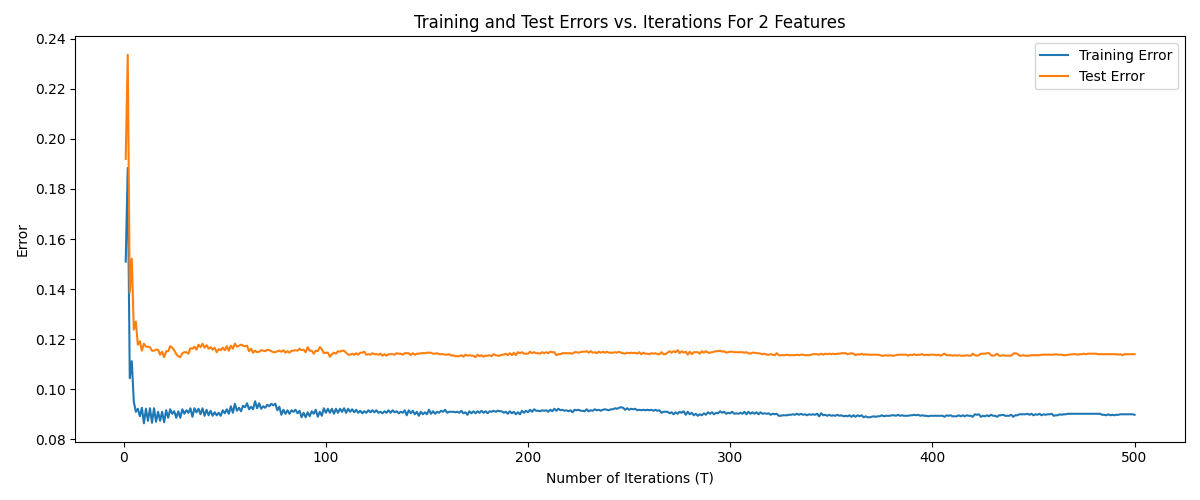 Training and Test Errors vs. Iterations For 2 Features
Training Error
Test Error
Error
0.24
0.22
0.20
0.18
0.16
0.14
0.12
0.10
0.08
0 100 200 300 400 500
Number of Iterations (T)